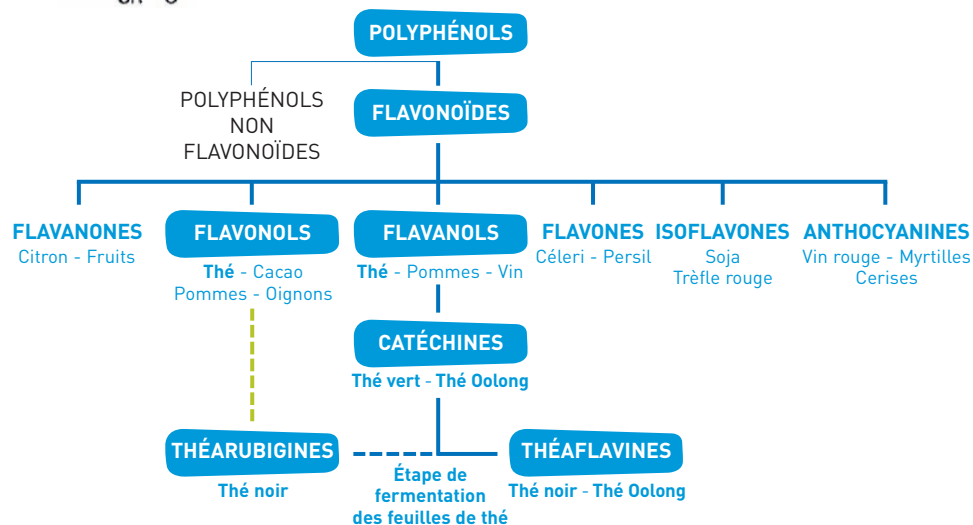 POLYPHÉNOLS
POLYPHÉNOLS
NON
FLAVONOÏDES
FLAVONOÏDES
FLAVANONES
Citron - Fruits
FLAVONOLS
Thé - Cacao
Pommes - Oignons
FLAVANOLS
Thé - Pommes - Vin
FLAVONES
Céleri - Persil
ISOFLAVONES
Soja
Trèfle rouge
ANTHOCYANINES
Vin rouge - Myrtilles
Cerises
CATÉCHINES
Thé vert - Thé Oolong
THÉARUBIGINES
Thé noir
Étape de
fermentation
des feuilles de thé
THÉAFLAVINES
Thé noir - Thé Oolong